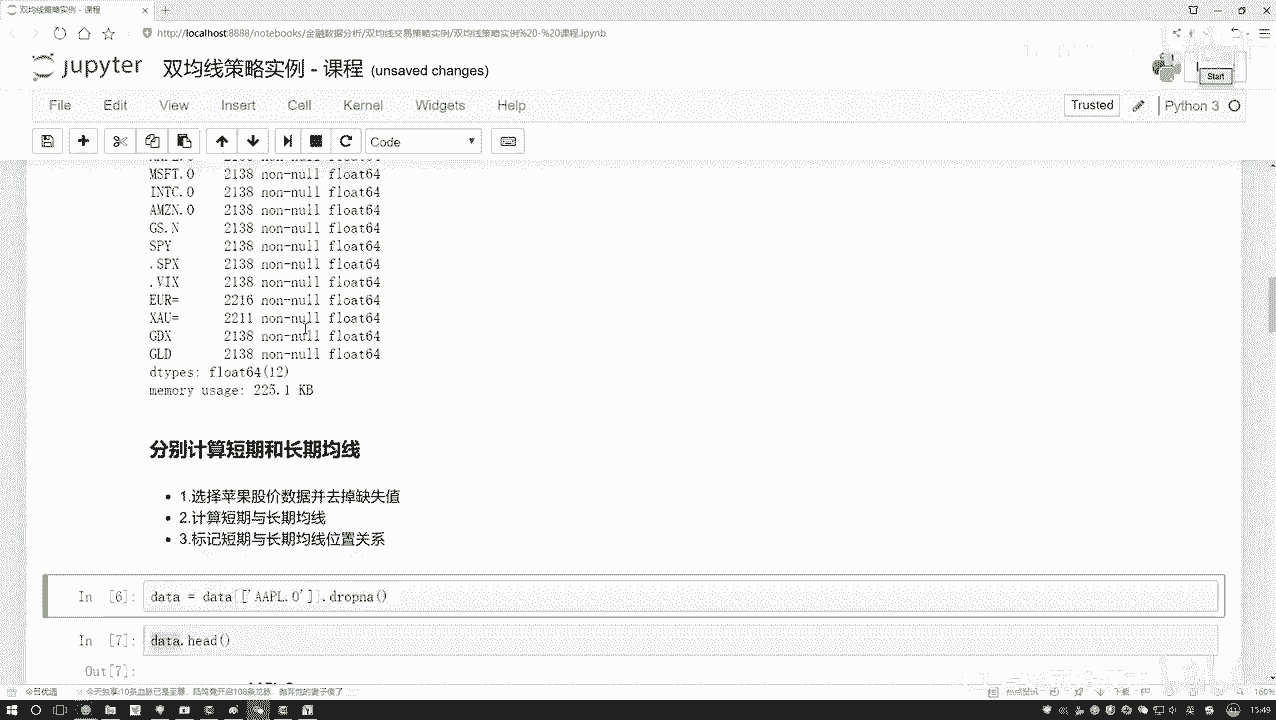 双均线策略实例 - 课程
http://localhost:8888/notebooks/金融数据分析/双均线交易策略实例/双均线策略实例%20-%20课程.ipynb
jupyter 双均线策略实例 - 课程 (unsaved changes)
Start
File Edit View Insert Cell Kernel Widgets Help
Trusted Python 3
Code
MSFT.O 2138 non-null float64
INTC.O 2138 non-null float64
AMZN.O 2138 non-null float64
GS.N 2138 non-null float64
SPY 2138 non-null float64
.SPX 2138 non-null float64
.VIX 2138 non-null float64
EUR= 2216 non-null float64
XAU= 2211 non-null float64
GDX 2138 non-null float64
GLD 2138 non-null float64
dtypes: float64(12)
memory usage: 225.1 KB
分别计算短期和长期均线
1.选择苹果股价数据并去掉缺失值
2.计算短期与长期均线
3.标记短期与长期均线位置关系
In [6]: data = data[['AAPL.O']].dropna()
In [7]: data.head()
Out[7]:
今日优选
160%
15:49